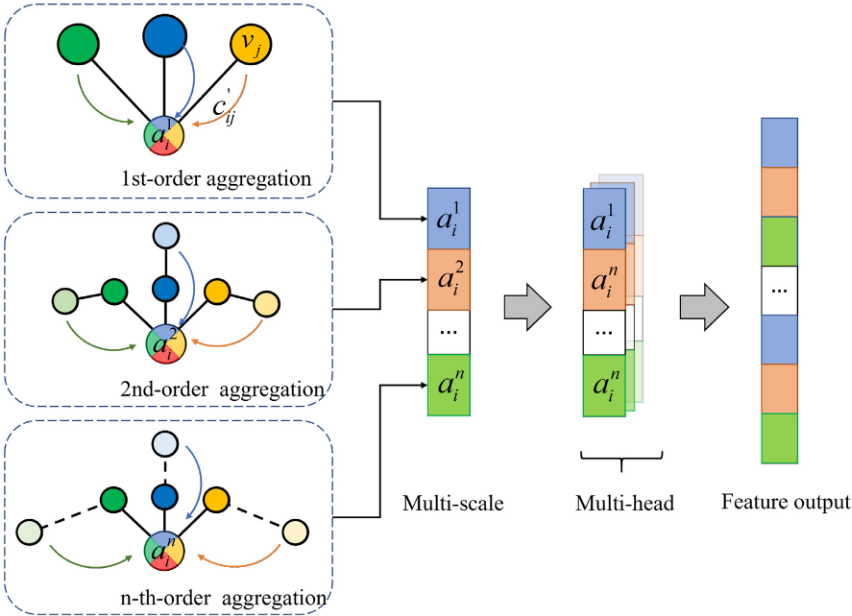 v_j
c'_{ij}
a_i^1
1st-order aggregation
a_i^2
2nd-order aggregation
a_i^n
n-th-order aggregation
a_i^1
a_i^2
...
a_i^n
Multi-scale
a_i^1
a_i^n
...
a_i^n
Multi-head
...
Feature output